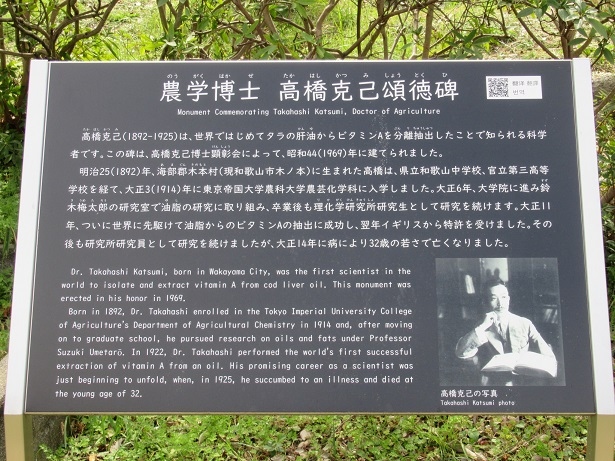 のう がく はか せ たか はし かつ み しょう とく ひ
農学博士 高橋克己頌徳碑
Monument Commemorating Takahashi Katsumi, Doctor of Agriculture
高橋克己(1892-1925)は、世界ではじめてタラの肝油からビタミンAを分離抽出したことで知られる科学
者です。この碑は、高橋克己博士顕彰会によって、昭和44(1969)年に建てられました。
明治25(1892)年、海部郡木本村(現和歌山市木ノ本)に生まれた高橋は、県立和歌山中学校、官立第三高等
学校を経て、大正3(1914)年に東京帝国大学農科大学農芸化学科に入学しました。大正6年、大学院に進み鈴
木梅太郎の研究室で油脂の研究に取り組み、卒業後も理化学研究所研究生として研究を続けます。大正11
年、ついに世界に先駆けて油脂からのビタミンAの抽出に成功し、翌年イギリスから特許を受けました。その
後も研究所研究員として研究を続けましたが、大正14年に病により32歳の若さで亡くなりました。
Dr. Takahashi Katsumi, born in Wakayama City, was the first scientist in the
world to isolate and extract vitamin A from cod liver oil. This monument was
erected in his honor in 1969.
Born in 1892, Dr. Takahashi enrolled in the Tokyo Imperial University College
of Agriculture's Department of Agricultural Chemistry in 1914 and, after moving
on to graduate school, he pursued research on oils and fats under Professor
Suzuki Umetarō. In 1922, Dr. Takahashi performed the world's first successful
extraction of vitamin A from an oil. His promising career as a scientist was
just beginning to unfold, when, in 1925, he succumbed to an illness and died at
the young age of 32.
高橋克己の写真
Takahashi Katsumi photo